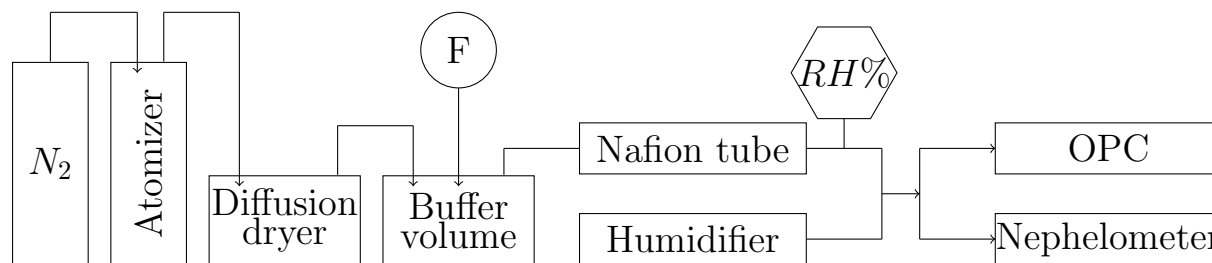 N₂
Atomizer
Diffusion
dryer
F
Buffer
volume
Nafion tube
Humidifier
RH%
OPC
Nephelometer